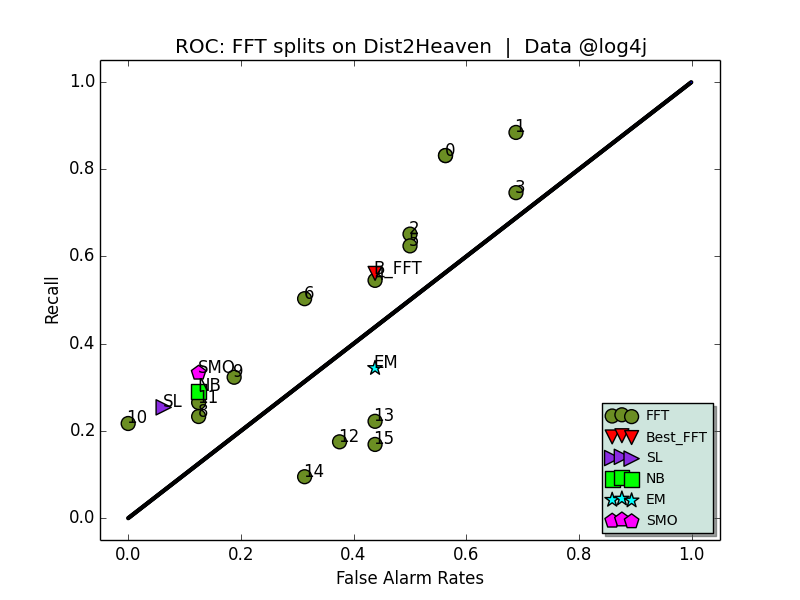 ROC: FFT splits on Dist2Heaven | Data @log4j
1.0
0.8
0.6
0.4
0.2
0.0
Recall
1
0
3
2
5
B_FFT
6
EM
SMO
9
NB
SL
11
8
10
13
12
15
14
FFT
Best_FFT
SL
NB
EM
SMO
0.0 0.2 0.4 0.6 0.8 1.0
False Alarm Rates